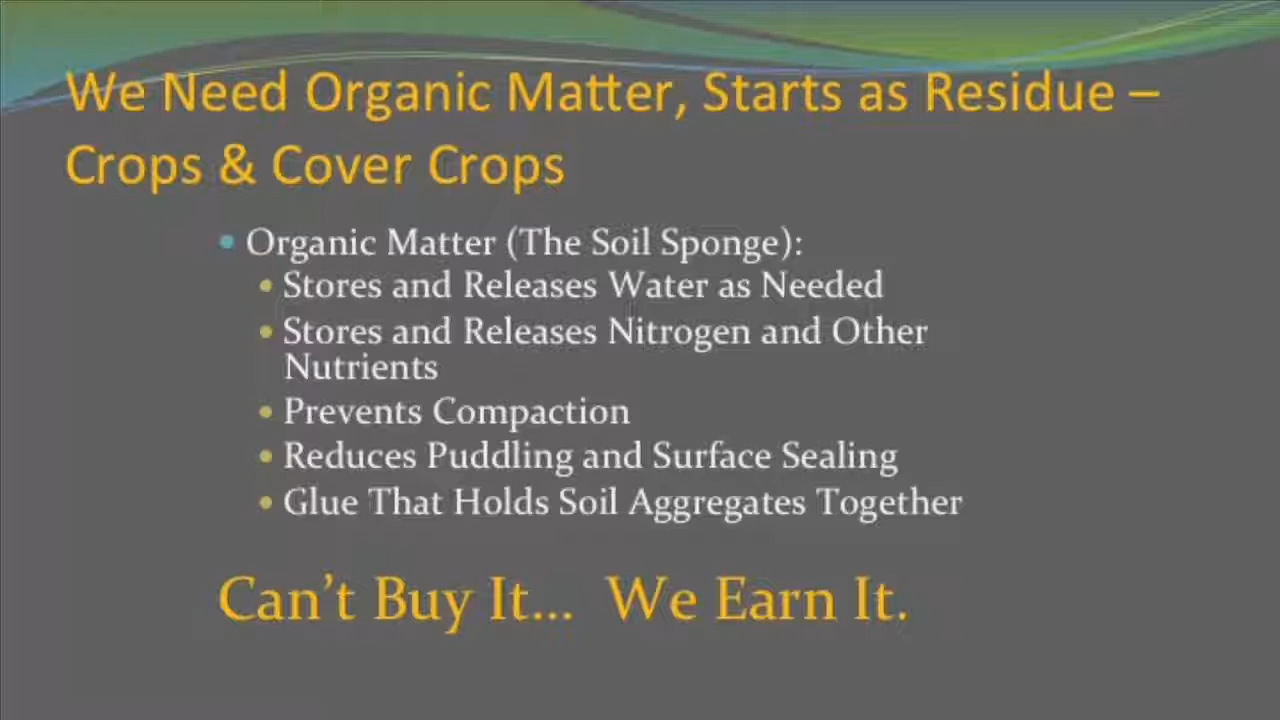 We Need Organic Matter, Starts as Residue –
Crops & Cover Crops
• Organic Matter (The Soil Sponge):
• Stores and Releases Water as Needed
• Stores and Releases Nitrogen and Other
Nutrients
• Prevents Compaction
• Reduces Puddling and Surface Sealing
• Glue That Holds Soil Aggregates Together
Can’t Buy It... We Earn It.